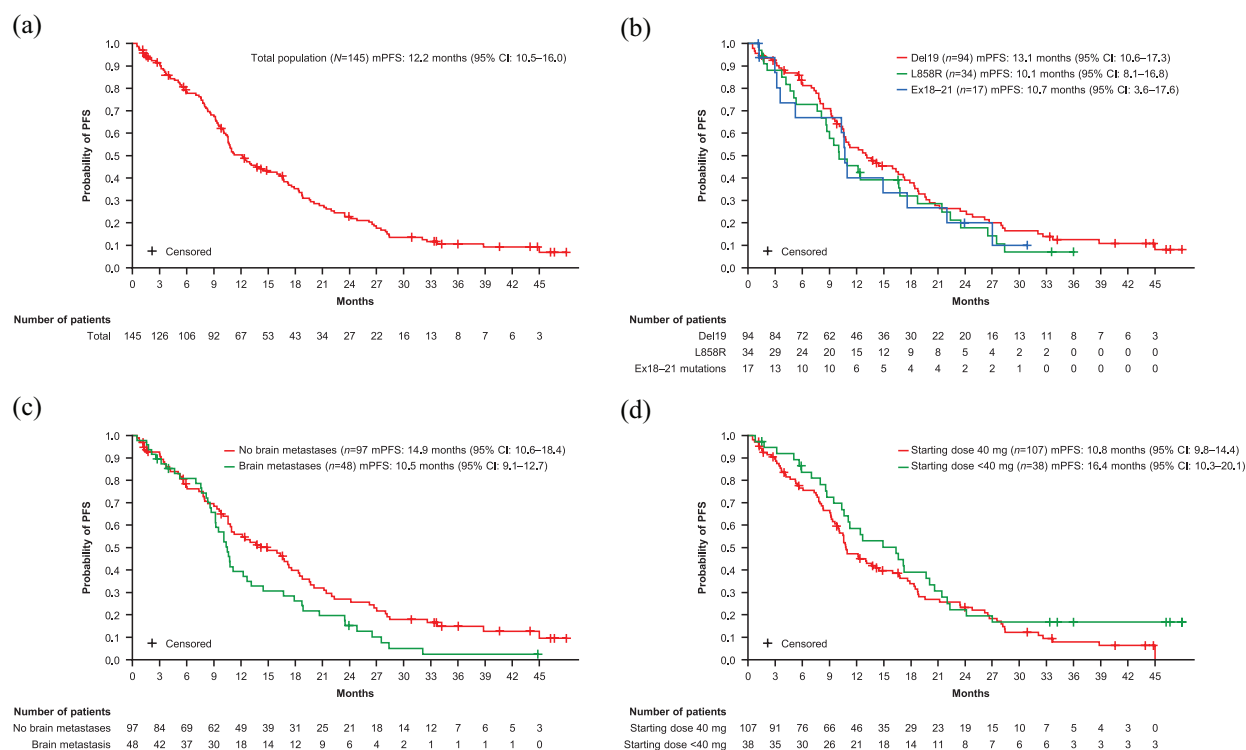 (a)
Total population (N=145) mPFS: 12.2 months (95% CI: 10.5–16.0)
Probability of PFS
1.0
0.9
0.8
0.7
0.6
0.5
0.4
0.3
0.2
0.1
0.0
+ Censored
0 3 6 9 12 15 18 21 24 27 30 33 36 39 42 45
Months
Number of patients
Total 145 126 106 92 67 53 43 34 27 22 16 13 8 7 6 3
(b)
Del19 (n=94) mPFS: 13.1 months (95% CI: 10.6–17.3)
L858R (n=34) mPFS: 10.1 months (95% CI: 8.1–16.8)
Ex18–21 (n=17) mPFS: 10.7 months (95% CI: 3.6–17.6)
Probability of PFS
1.0
0.9
0.8
0.7
0.6
0.5
0.4
0.3
0.2
0.1
0.0
+ Censored
0 3 6 9 12 15 18 21 24 27 30 33 36 39 42 45
Months
Number of patients
Del19 94 84 72 62 46 36 30 22 20 16 13 11 8 7 6 3
L858R 34 29 24 20 15 12 9 8 5 4 2 2 0 0 0 0
Ex18–21 mutations 17 13 10 10 6 5 4 4 2 2 1 0 0 0 0 0
(c)
No brain metastases (n=97) mPFS: 14.9 months (95% CI: 10.6–18.4)
Brain metastases (n=48) mPFS: 10.5 months (95% CI: 9.1–12.7)
Probability of PFS
1.0
0.9
0.8
0.7
0.6
0.5
0.4
0.3
0.2
0.1
0.0
+ Censored
0 3 6 9 12 15 18 21 24 27 30 33 36 39 42 45
Months
Number of patients
No brain metastases 97 84 69 62 49 39 31 25 21 18 14 12 7 6 5 3
Brain metastasis 48 42 37 30 18 14 12 9 6 4 2 1 1 1 1 0
(d)
Starting dose 40 mg (n=107) mPFS: 10.8 months (95% CI: 9.8–14.4)
Starting dose <40 mg (n=38) mPFS: 16.4 months (95% CI: 10.3–20.1)
Probability of PFS
1.0
0.9
0.8
0.7
0.6
0.5
0.4
0.3
0.2
0.1
0.0
+ Censored
0 3 6 9 12 15 18 21 24 27 30 33 36 39 42 45
Months
Number of patients
Starting dose 40 mg 107 91 76 66 46 35 29 23 19 15 10 7 5 4 3 0
Starting dose <40 mg 38 35 30 26 21 18 14 11 8 7 6 6 3 3 3 3